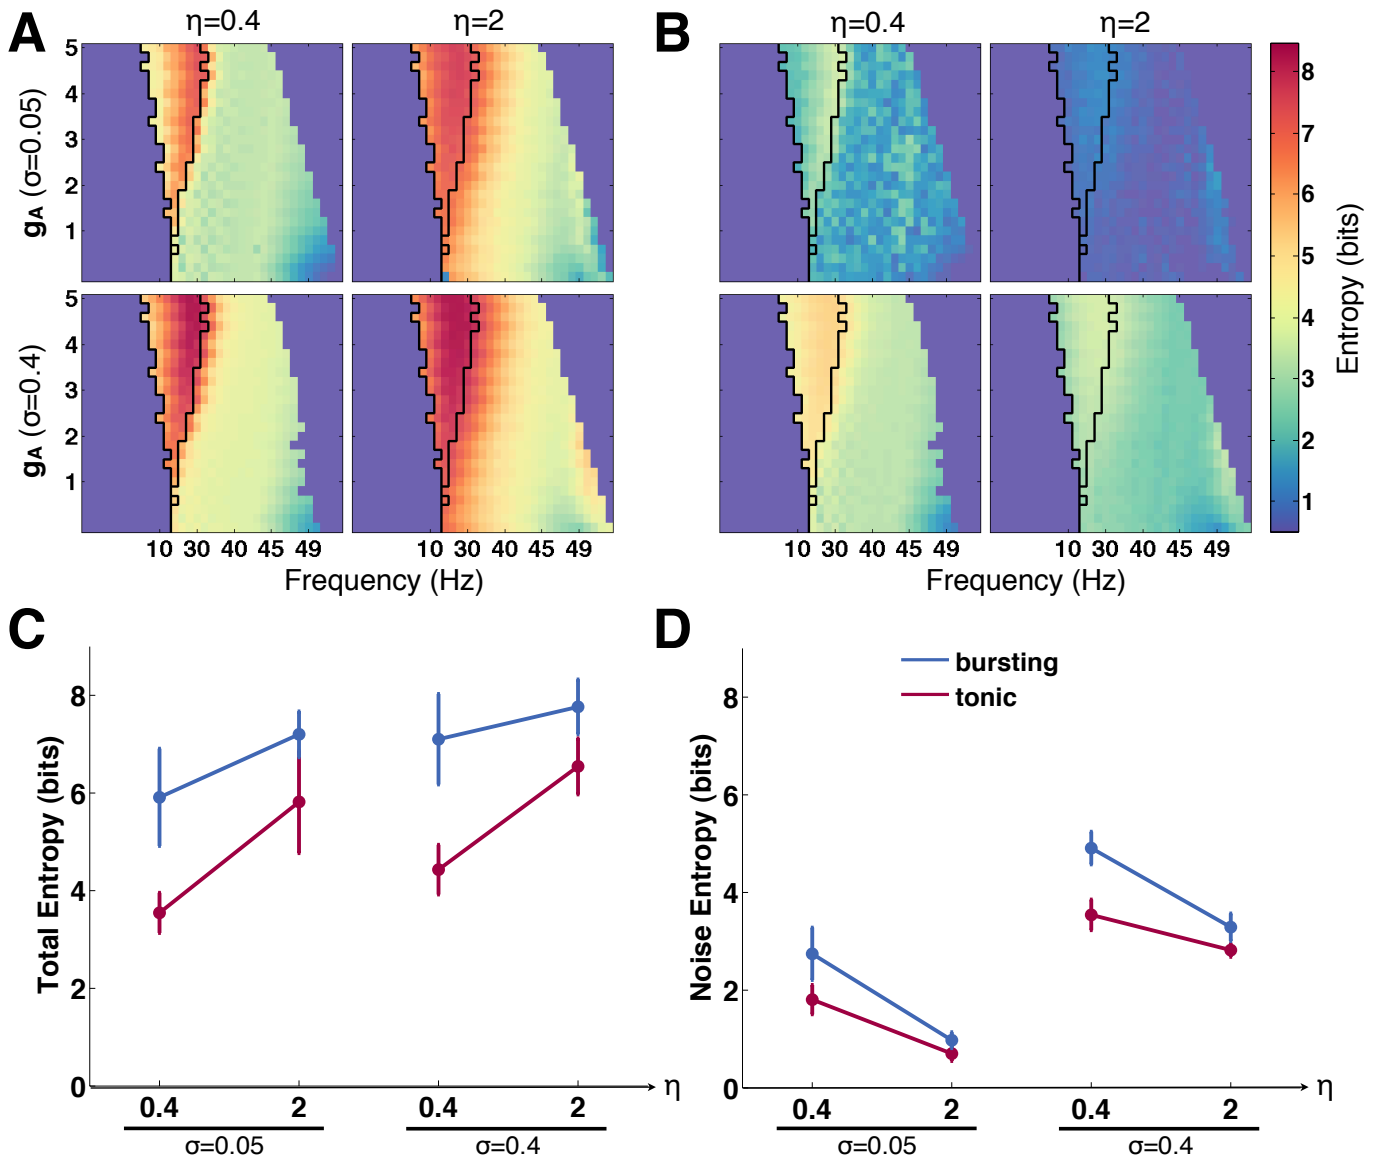 A
η=0.4
η=2
B
η=0.4
η=2
gA (σ=0.05)
5
4
3
2
1
gA (σ=0.4)
5
4
3
2
1
10 30 40 45 49
10 30 40 45 49
Frequency (Hz)
10 30 40 45 49
10 30 40 45 49
Frequency (Hz)
8
7
6
5
4
3
2
1
Entropy (bits)
C
Total Entropy (bits)
8
6
4
2
0
0.4 2 0.4 2 η
σ=0.05 σ=0.4
D
bursting
tonic
Noise Entropy (bits)
8
6
4
2
0
0.4 2 0.4 2 η
σ=0.05 σ=0.4